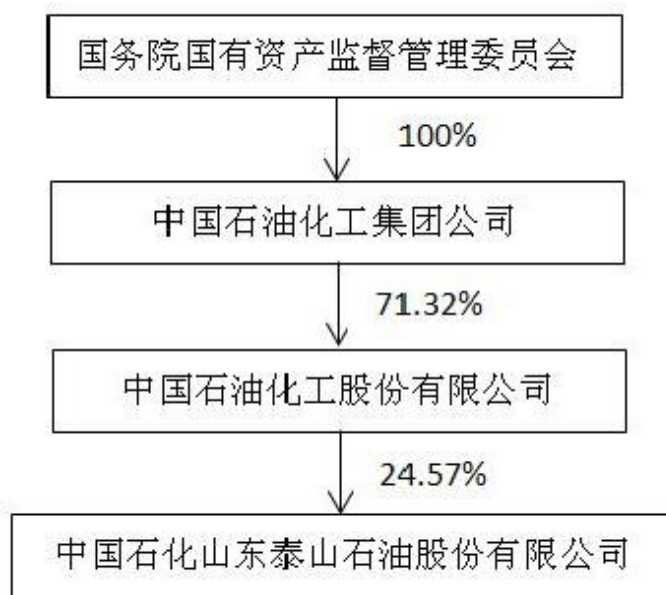 国务院国有资产监督管理委员会
100%
中国石油化工集团公司
71.32%
中国石油化工股份有限公司
24.57%
中国石化山东泰山石油股份有限公司